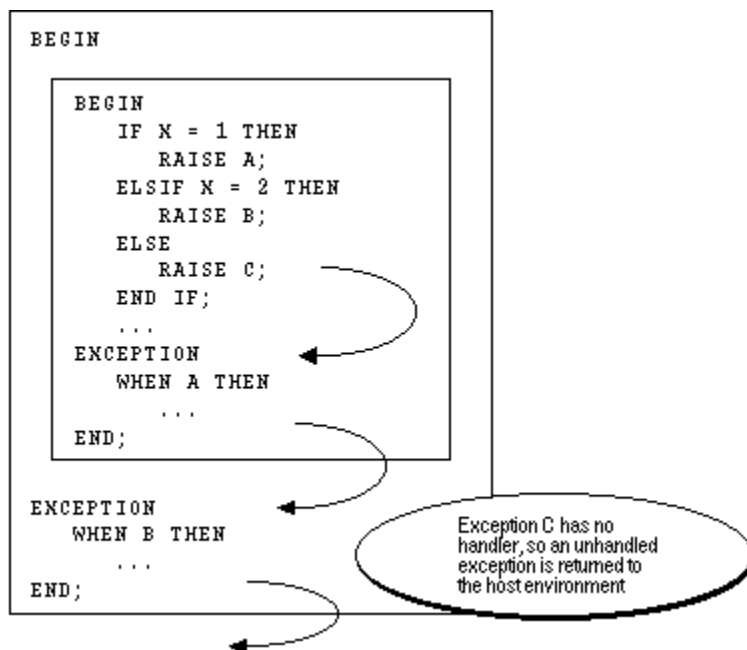 BEGIN
BEGIN
IF X = 1 THEN
RAISE A;
ELSIF X = 2 THEN
RAISE B;
ELSE
RAISE C;
END IF;
...
EXCEPTION
WHEN A THEN
...
END;
EXCEPTION
WHEN B THEN
...
END;
Exception C has no
handler, so an unhandled
exception is returned to
the host environment